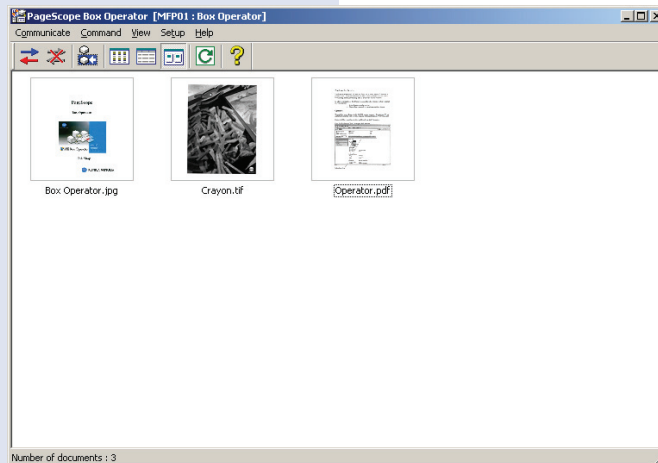 PageScope Box Operator [MFP01 : Box Operator]
Communicate Command View Setup Help
Box Operator.jpg
Crayon.tif
Operator.pdf
Number of documents : 3